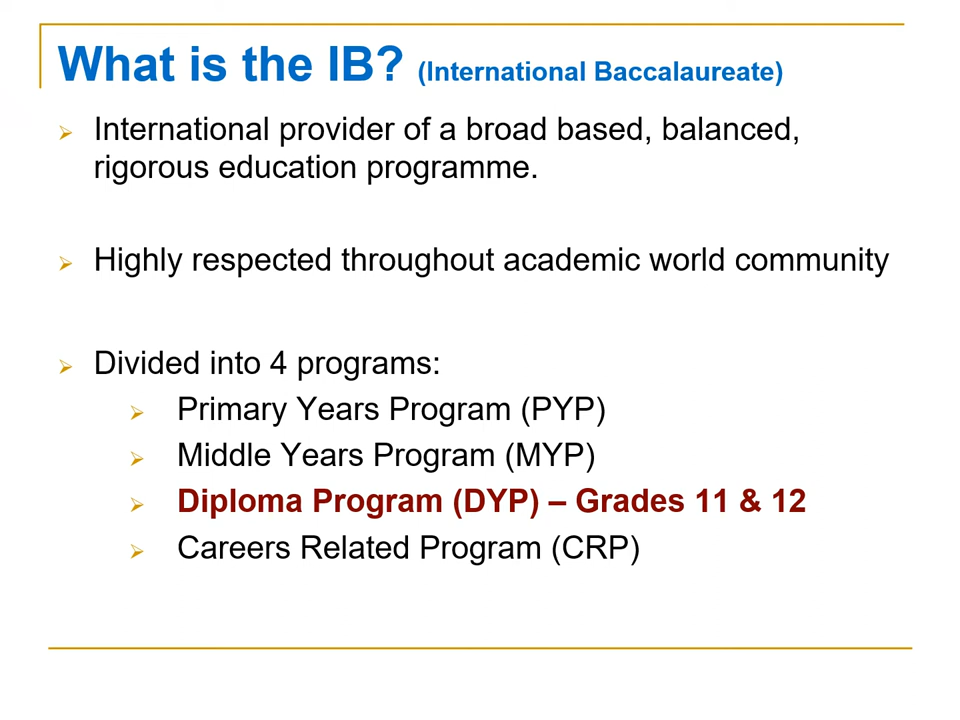 What is the IB? (International Baccalaureate)
International provider of a broad based, balanced,
rigorous education programme.
Highly respected throughout academic world community
Divided into 4 programs:
Primary Years Program (PYP)
Middle Years Program (MYP)
Diploma Program (DYP) – Grades 11 & 12
Careers Related Program (CRP)